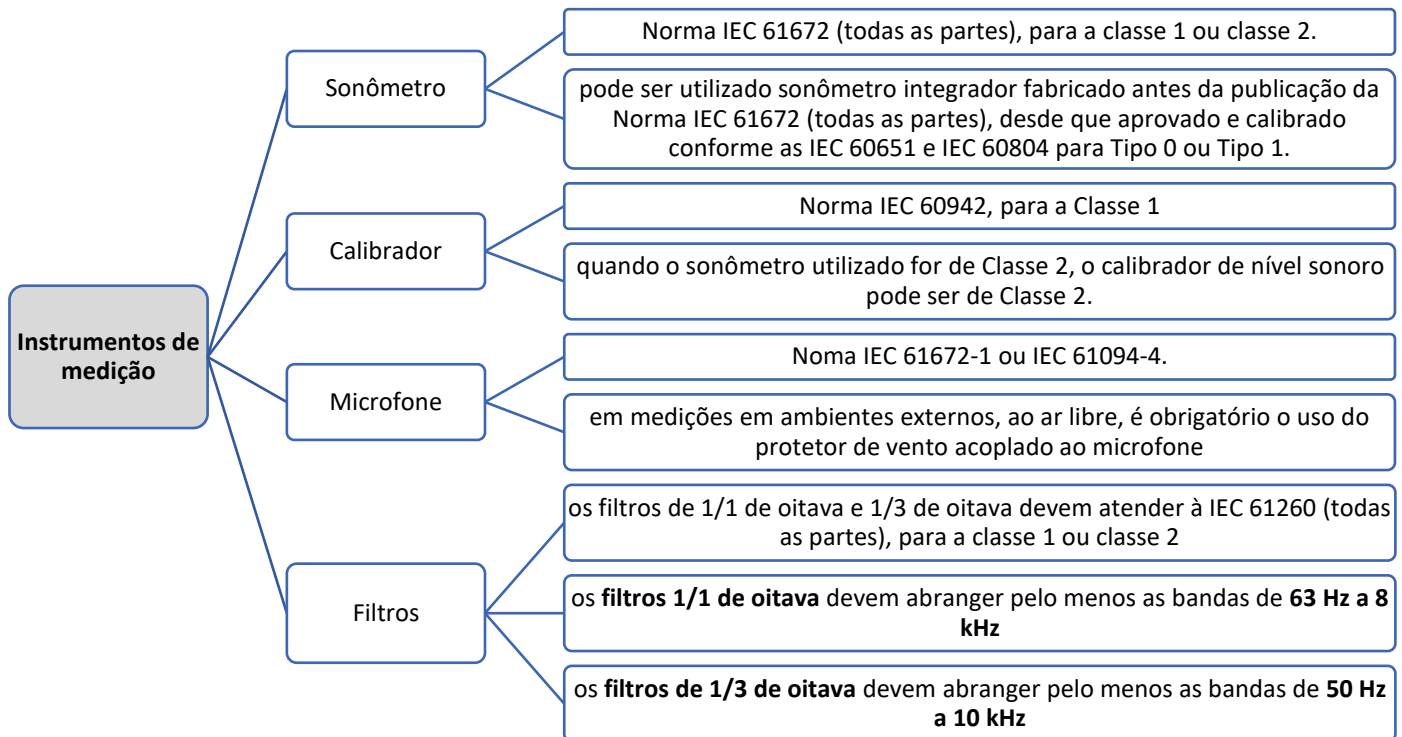 Instrumentos de
medição
Sonômetro
Norma IEC 61672 (todas as partes), para a classe 1 ou classe 2.
pode ser utilizado sonômetro integrador fabricado antes da publicação da
Norma IEC 61672 (todas as partes), desde que aprovado e calibrado
conforme as IEC 60651 e IEC 60804 para Tipo 0 ou Tipo 1.
Calibrador
Norma IEC 60942, para a Classe 1
quando o sonômetro utilizado for de Classe 2, o calibrador de nível sonoro
pode ser de Classe 2.
Microfone
Noma IEC 61672-1 ou IEC 61094-4.
em medições em ambientes externos, ao ar libre, é obrigatório o uso do
protetor de vento acoplado ao microfone
Filtros
os filtros de 1/1 de oitava e 1/3 de oitava devem atender à IEC 61260 (todas
as partes), para a classe 1 ou classe 2
os filtros 1/1 de oitava devem abranger pelo menos as bandas de 63 Hz a 8
kHz
os filtros de 1/3 de oitava devem abranger pelo menos as bandas de 50 Hz
a 10 kHz